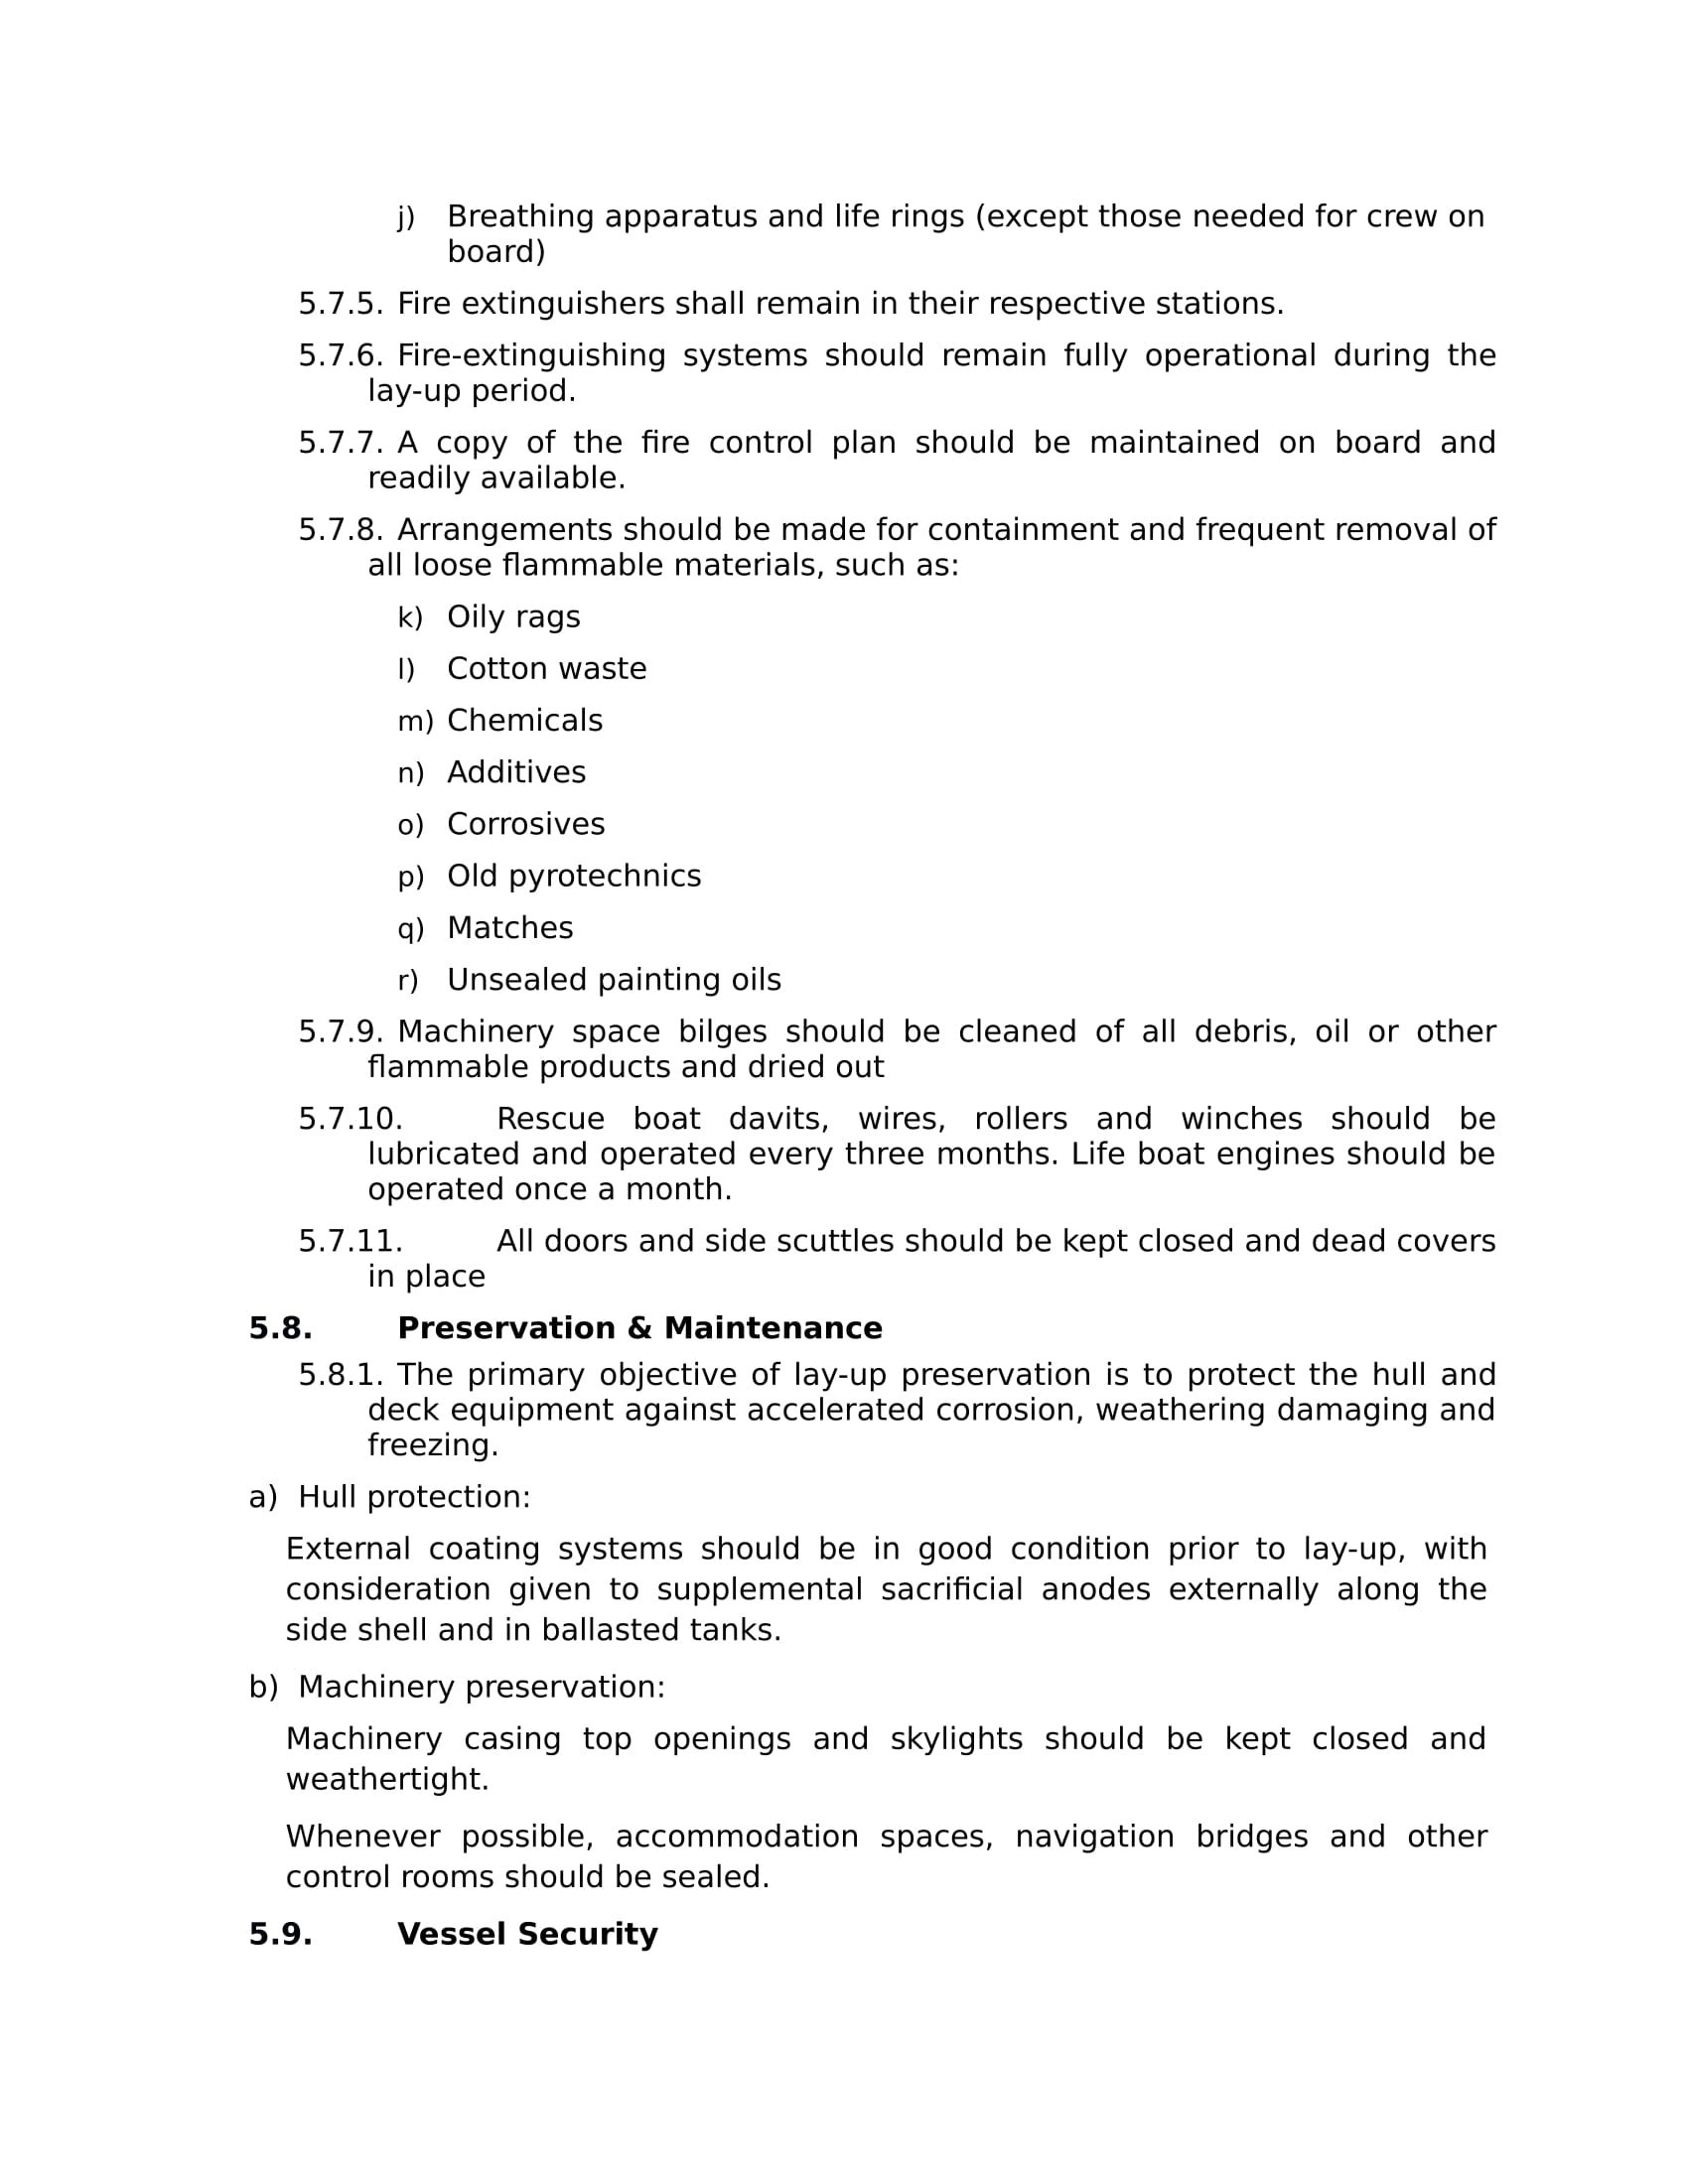 j) Breathing apparatus and life rings (except those needed for crew on
board)
5.7.5. Fire extinguishers shall remain in their respective stations.
5.7.6. Fire-extinguishing systems should remain fully operational during the
lay-up period.
5.7.7. A copy of the fire control plan should be maintained on board and
readily available.
5.7.8. Arrangements should be made for containment and frequent removal of
all loose flammable materials, such as:
k) Oily rags
l) Cotton waste
m) Chemicals
n) Additives
o) Corrosives
p) Old pyrotechnics
q) Matches
r) Unsealed painting oils
5.7.9. Machinery space bilges should be cleaned of all debris, oil or other
flammable products and dried out
5.7.10. Rescue boat davits, wires, rollers and winches should be
lubricated and operated every three months. Life boat engines should be
operated once a month.
5.7.11. All doors and side scuttles should be kept closed and dead covers
in place
5.8. Preservation & Maintenance
5.8.1. The primary objective of lay-up preservation is to protect the hull and
deck equipment against accelerated corrosion, weathering damaging and
freezing.
a) Hull protection:
External coating systems should be in good condition prior to lay-up, with
consideration given to supplemental sacrificial anodes externally along the
side shell and in ballasted tanks.
b) Machinery preservation:
Machinery casing top openings and skylights should be kept closed and
weathertight.
Whenever possible, accommodation spaces, navigation bridges and other
control rooms should be sealed.
5.9. Vessel Security